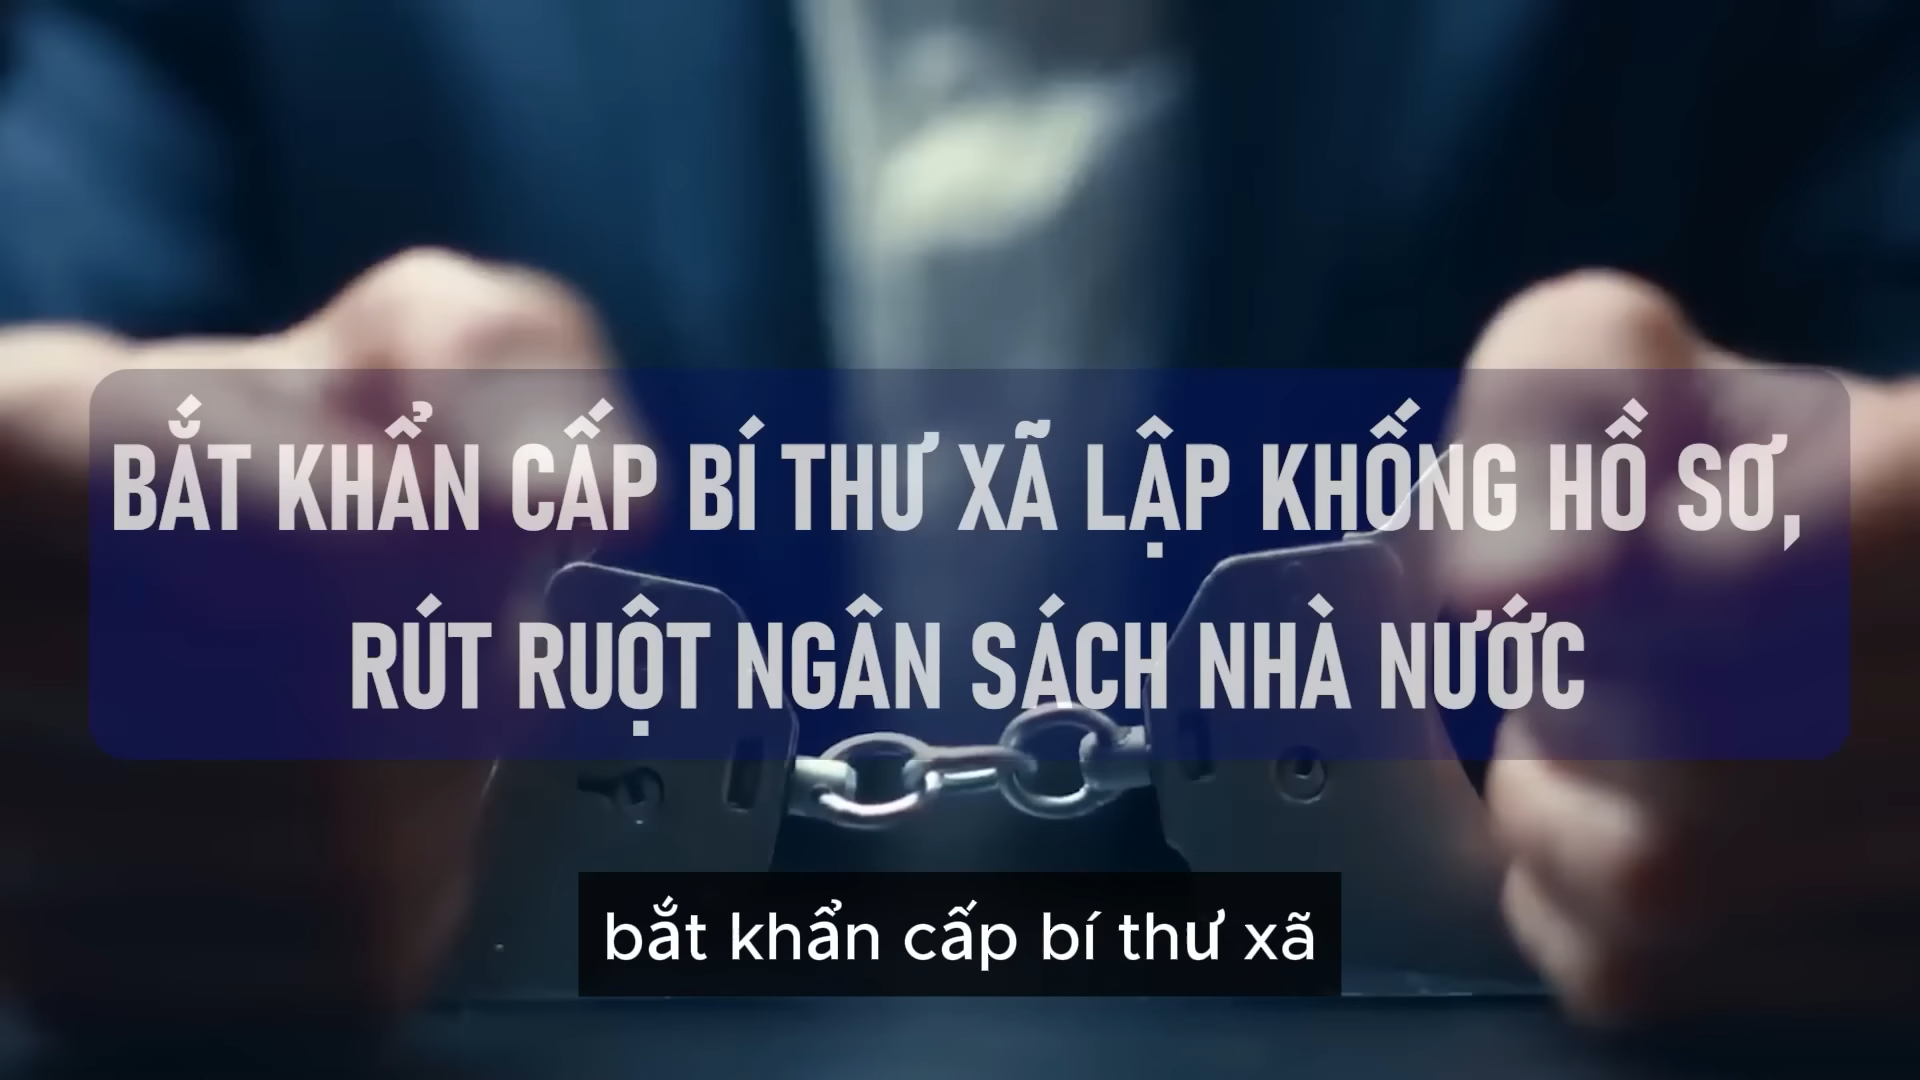 BẮT KHẨN CẤP BÍ THƯ XÃ LẬP KHỐNG HỒ SƠ,
RÚT RUỘT NGÂN SÁCH NHÀ NƯỚC
bắt khẩn cấp bí thư xã